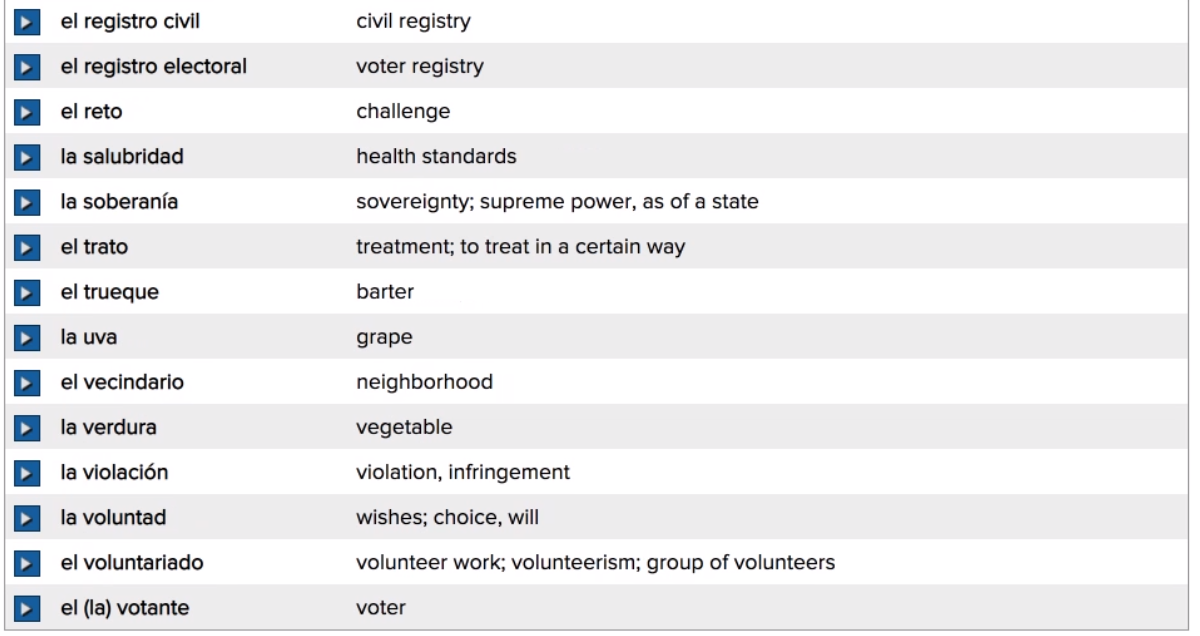 el registro civil civil registry
el registro electoral voter registry
el reto challenge
la salubridad health standards
la soberanía sovereignty; supreme power, as of a state
el trato treatment; to treat in a certain way
el trueque barter
la uva grape
el vecindario neighborhood
la verdura vegetable
la violación violation, infringement
la voluntad wishes; choice, will
el voluntariado volunteer work; volunteerism; group of volunteers
el (la) votante voter